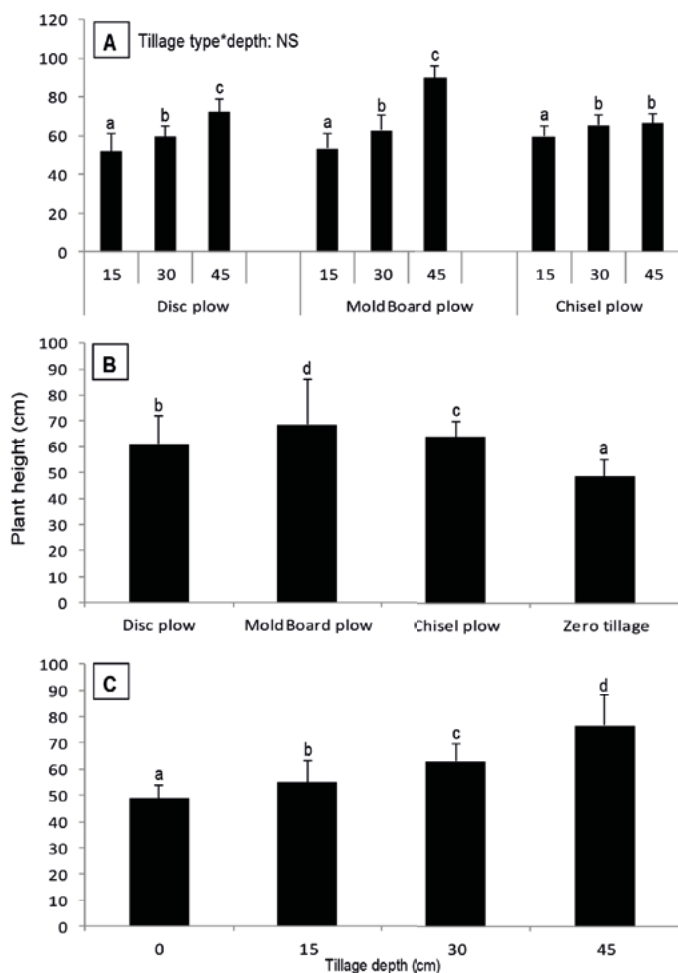 A Tillage type*depth: NS
120
100
80
60
40
20
0
a b c a b c a b b
15 30 45 15 30 45 15 30 45
Disc plow MoldBoard plow Chisel plow
Plant height (cm)
B
100
90
80
70
60
50
40
30
20
10
0
b d c a
Disc plow MoldBoard plow Chisel plow Zero tillage
C
100
90
80
70
60
50
40
30
20
10
0
a b c d
0 15 30 45
Tillage depth (cm)